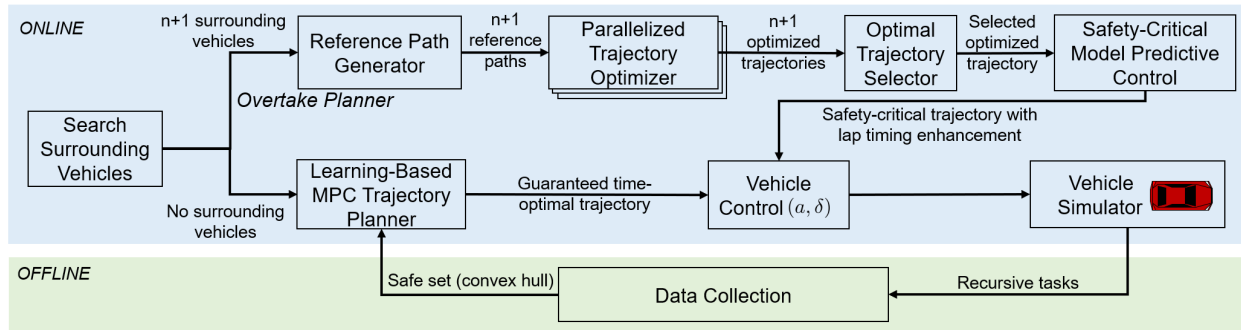 ONLINE
n+1 surrounding
vehicles
Reference Path
Generator
n+1
reference
paths
Parallelized
Trajectory
Optimizer
n+1
optimized
trajectories
Optimal
Trajectory
Selector
Selected
optimized
trajectory
Safety-Critical
Model Predictive
Control
Overtake Planner
Search
Surrounding
Vehicles
Safety-critical trajectory with
lap timing enhancement
No surrounding
vehicles
Learning-Based
MPC Trajectory
Planner
Guaranteed time-
optimal trajectory
Vehicle
Control (a, δ)
Vehicle
Simulator
OFFLINE
Safe set (convex hull)
Data Collection
Recursive tasks